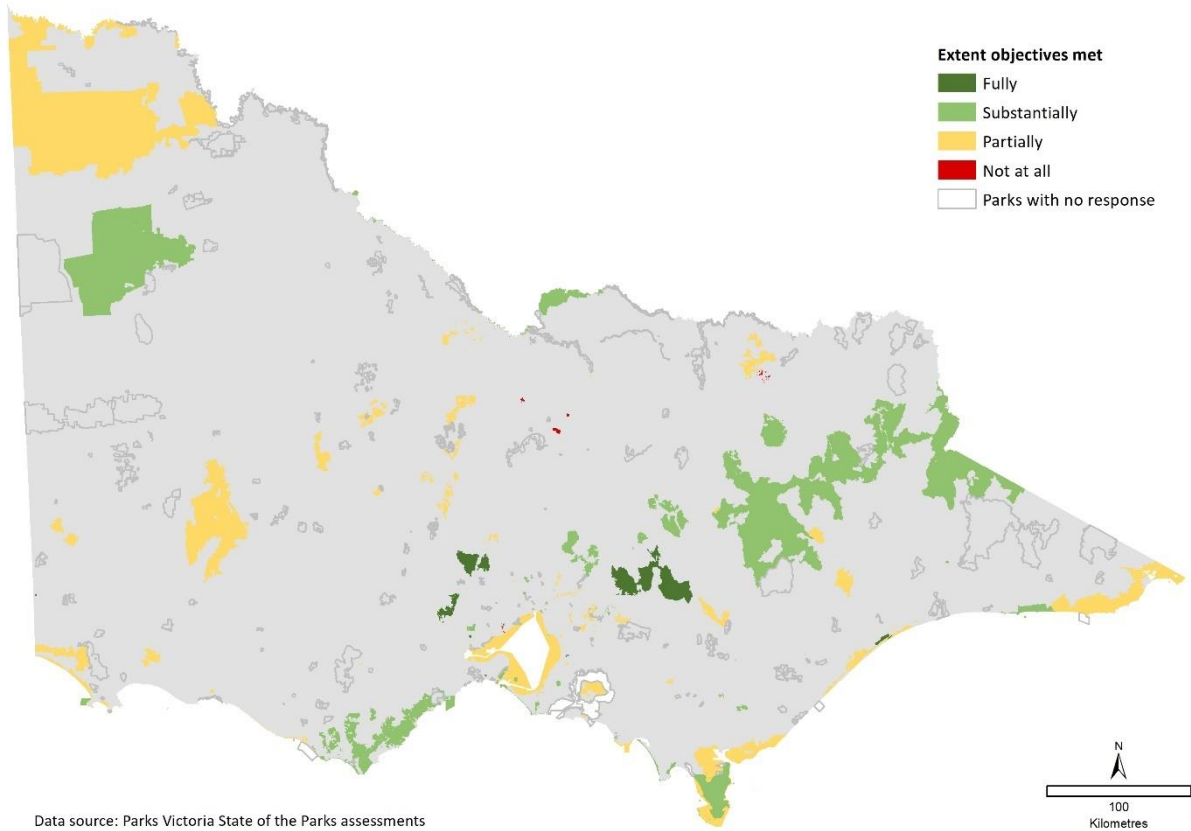 Extent objectives met
Fully
Substantially
Partially
Not at all
Parks with no response
N
100
Kilometres
Data source: Parks Victoria State of the Parks assessments